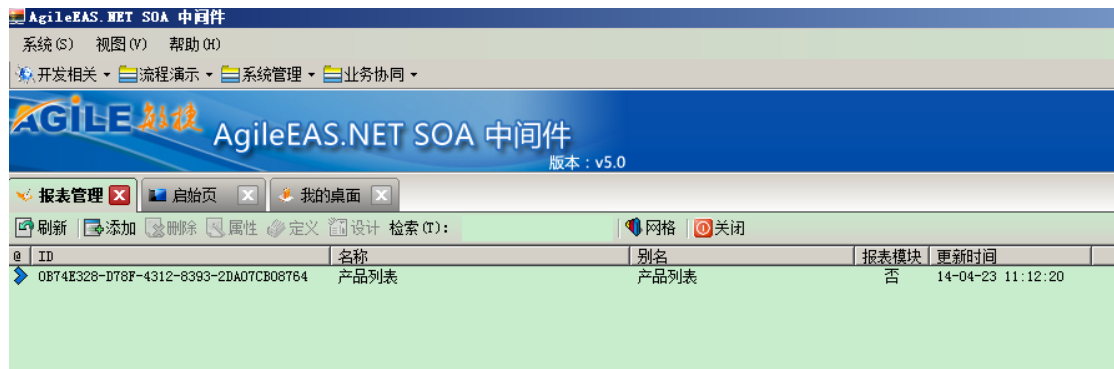 AgileEAS.NET SOA 中间件
系统(S) 视图(V) 帮助(H)
开发相关 流程演示 系统管理 业务协同
AGILE 敏捷 AgileEAS.NET SOA 中间件
版本：v5.0
报表管理 启始页 我的桌面
刷新 添加 删除 属性 定义 设计 检索(T): 网格 关闭
@ ID 名称 别名 报表模块 更新时间
0B74E328-D78F-4312-8393-2DA07CB08764 产品列表 产品列表 否 14-04-23 11:12:20